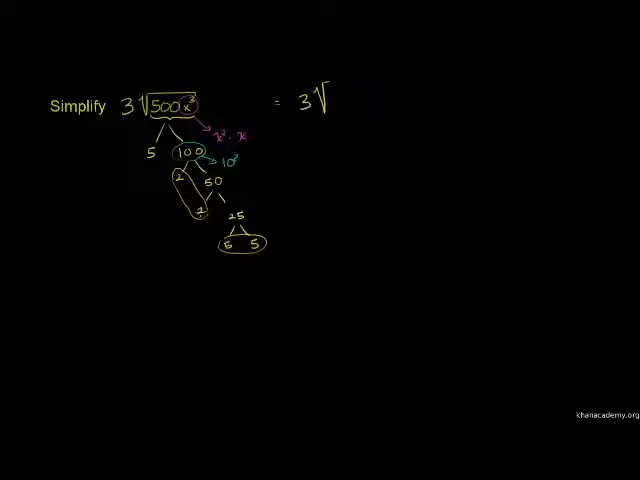 Simplify 3√500x³ = 3√
x² · x
5 100 10²
2 50
2 25
5 5
khanacademy.org